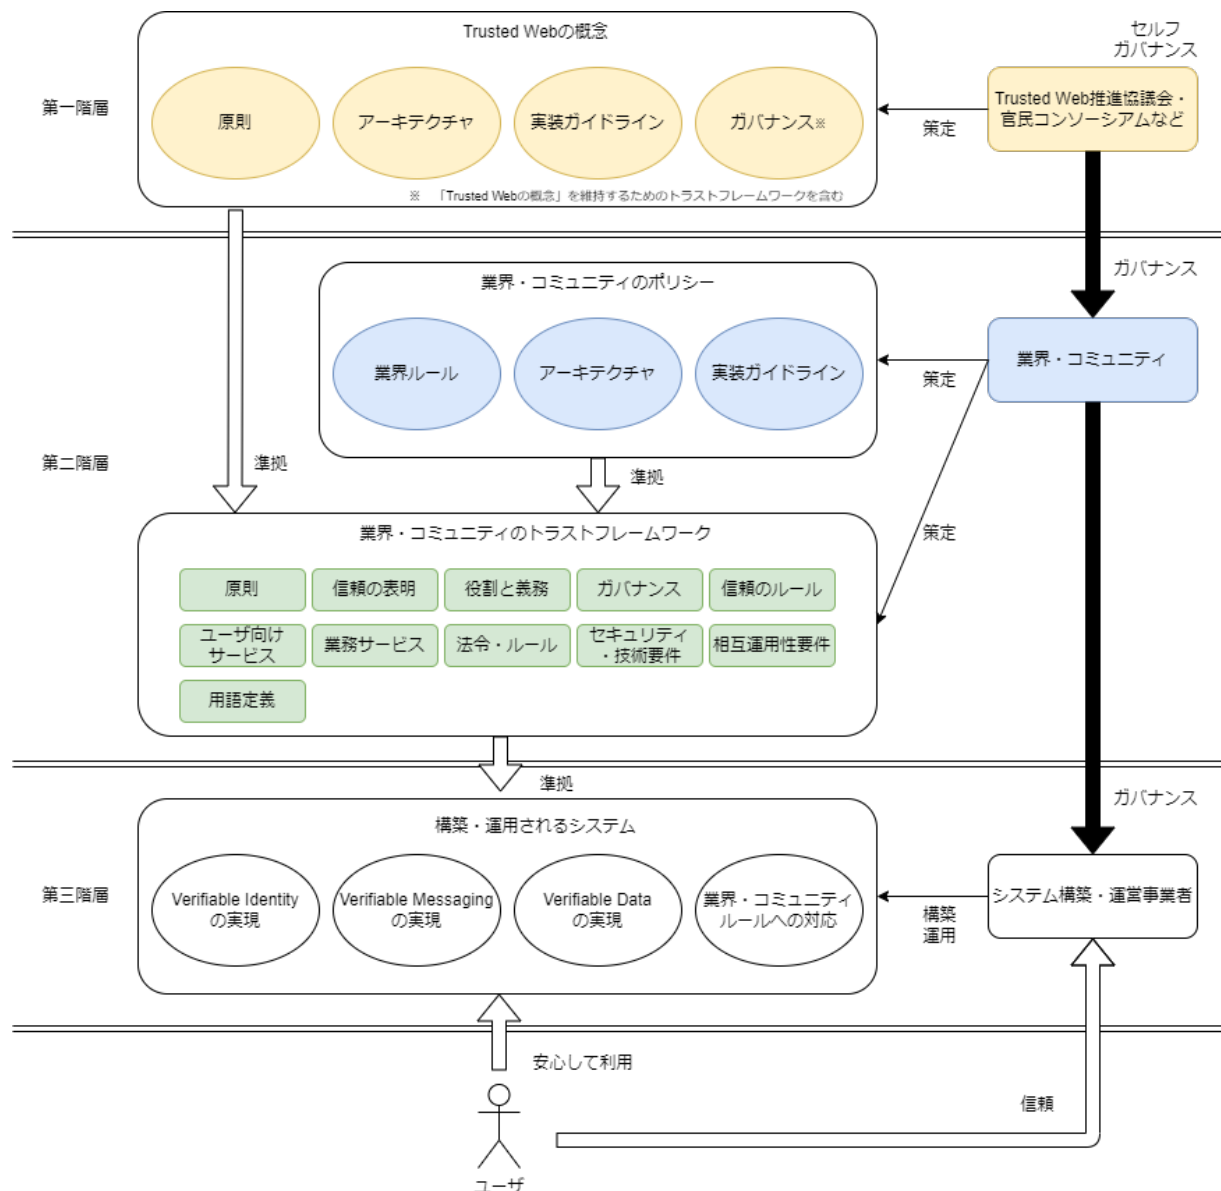 Trusted Webの概念
セルフ
ガバナンス
第一階層
原則
アーキテクチャ
実装ガイドライン
ガバナンス※
策定
Trusted Web推進協議会・
官民コンソーシアムなど
※　「Trusted Webの概念」を維持するためのトラストフレームワークを含む
ガバナンス
業界・コミュニティのポリシー
業界ルール
アーキテクチャ
実装ガイドライン
策定
業界・コミュニティ
第二階層
準拠
準拠
策定
業界・コミュニティのトラストフレームワーク
原則
信頼の表明
役割と義務
ガバナンス
信頼のルール
ユーザ向け
サービス
業務サービス
法令・ルール
セキュリティ
・技術要件
相互運用性要件
用語定義
準拠
ガバナンス
構築・運用されるシステム
第三階層
Verifiable Identity
の実現
Verifiable Messaging
の実現
Verifiable Data
の実現
業界・コミュニティ
ルールへの対応
構築
運用
システム構築・運営事業者
安心して利用
信頼
ユーザ